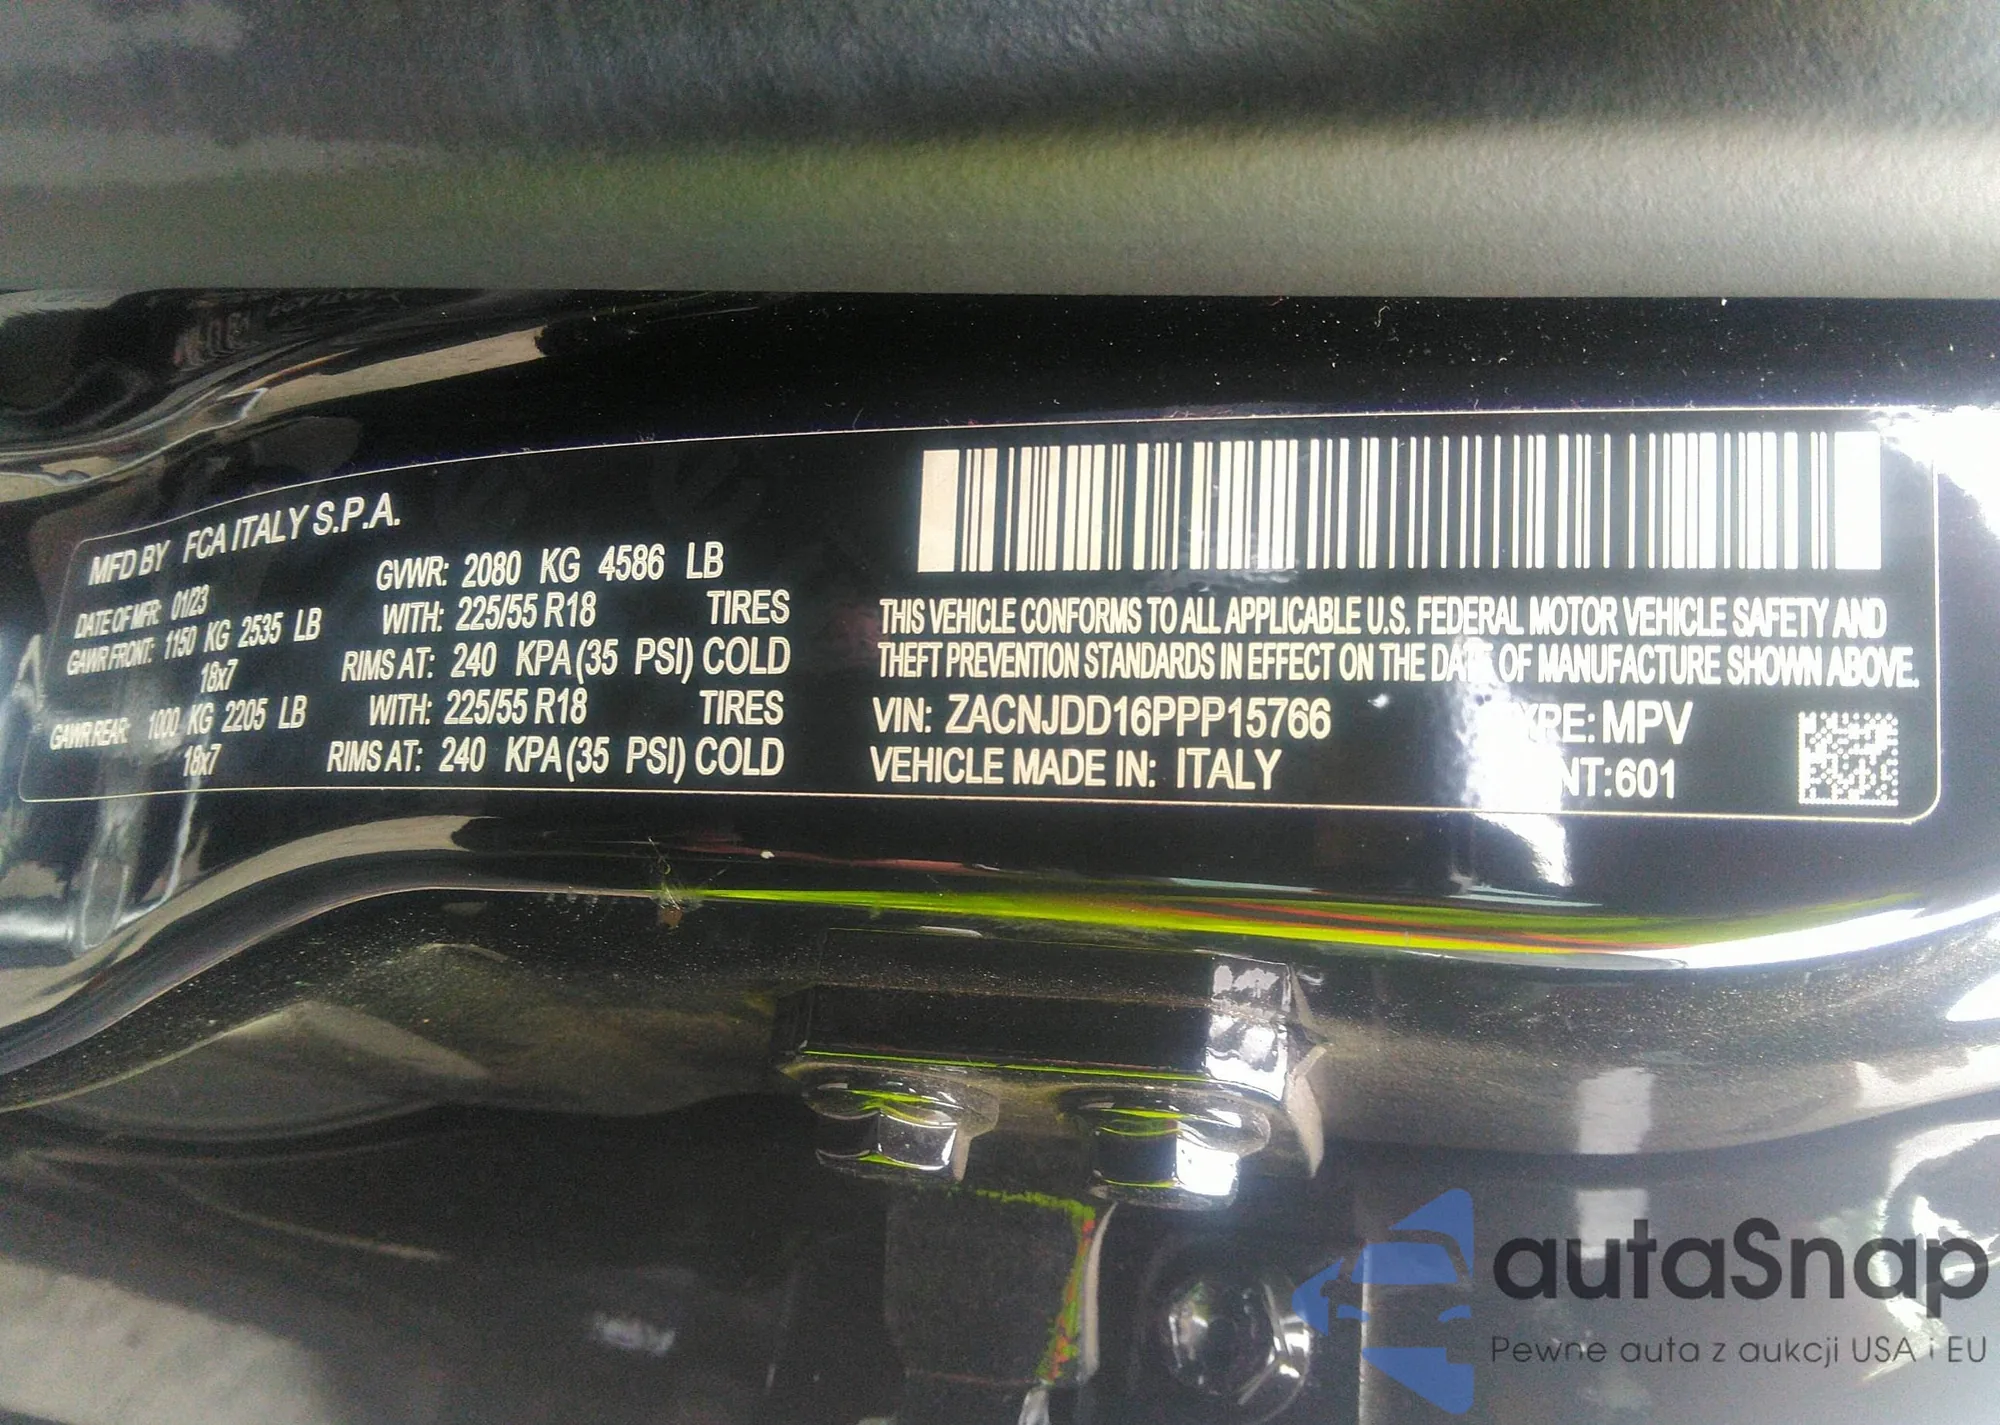 MFD BY FCA ITALY S.P.A.
DATE OF MFR: 01/23 GVWR: 2080 KG 4586 LB
GAWR FRONT: 1150 KG 2535 LB WITH: 225/55 R18 TIRES
18x7 RIMS AT: 240 KPA (35 PSI) COLD
GAWR REAR: 1000 KG 2205 LB WITH: 225/55 R18 TIRES
18x7 RIMS AT: 240 KPA (35 PSI) COLD
THIS VEHICLE CONFORMS TO ALL APPLICABLE U.S. FEDERAL MOTOR VEHICLE SAFETY AND
THEFT PREVENTION STANDARDS IN EFFECT ON THE DATE OF MANUFACTURE SHOWN ABOVE.
VIN: ZACNJDD16PPP15766 TYPE: MPV
VEHICLE MADE IN: ITALY 601
autaSnap
Pewne auta z aukcji USA i EU